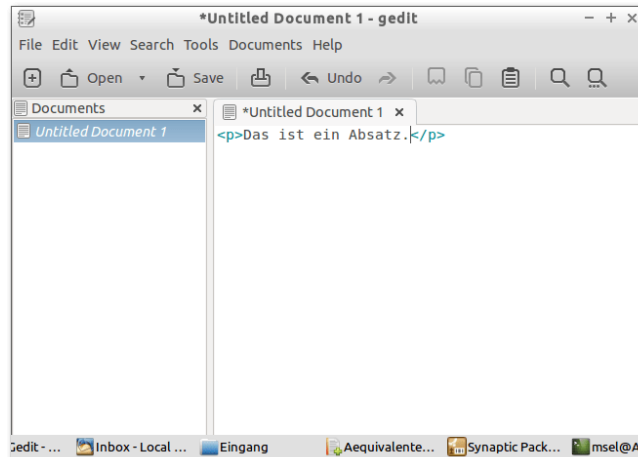 *Untitled Document 1 - gedit
File Edit View Search Tools Documents Help
Open Save Undo
Documents
*Untitled Document 1
Untitled Document 1
<p>Das ist ein Absatz.</p>
Gedit - ... Inbox - Local ... Eingang Aequivalente... Synaptic Pack... msel@A